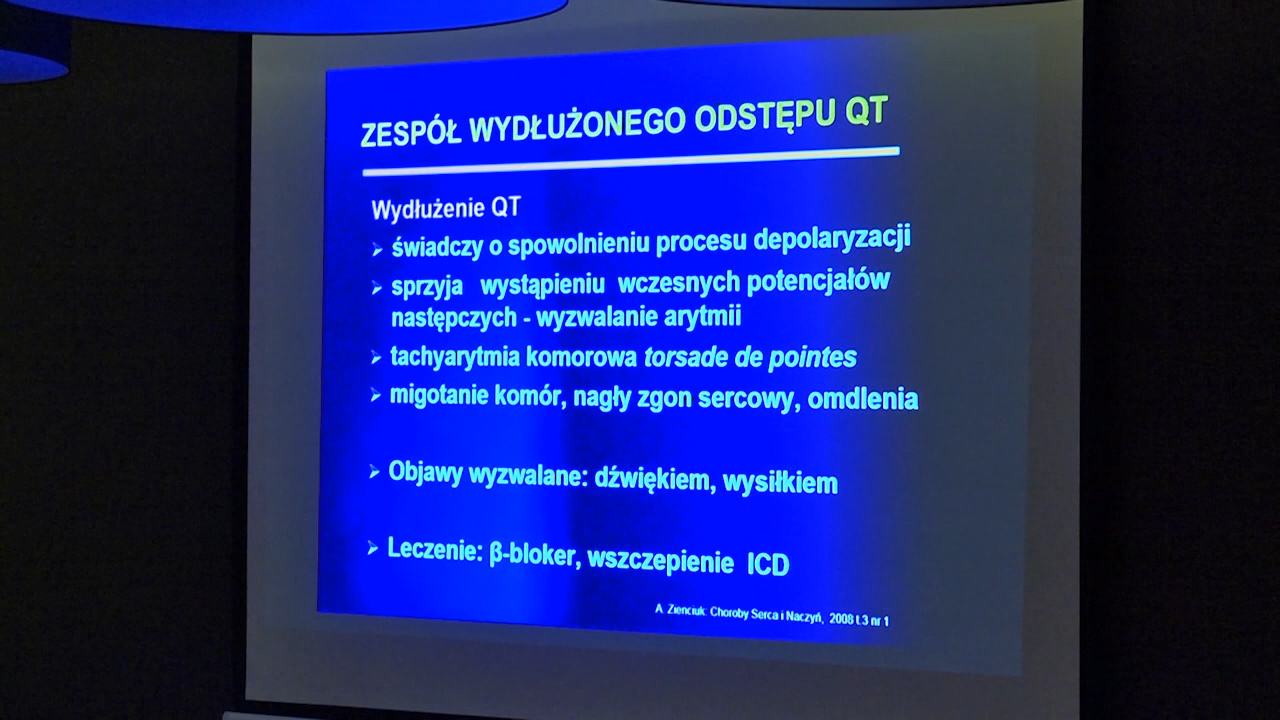 ZESPÓŁ WYDŁUŻONEGO ODSTĘPU QT
Wydłużenie QT
świadczy o spowolnieniu procesu depolaryzacji
sprzyja wystąpieniu wczesnych potencjałów
następczych - wyzwalanie arytmii
tachyarytmia komorowa torsade de pointes
migotanie komór, nagły zgon sercowy, omdlenia
Objawy wyzwalane: dźwiękiem, wysiłkiem
Leczenie: β-bloker, wszczepienie ICD
A. Zienciuk: Choroby Serca i Naczyń, 2008 t.3 nr 1